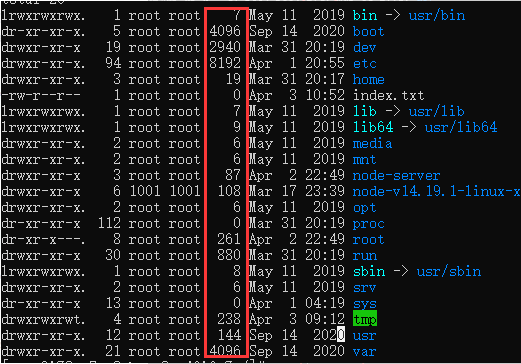 lrwxrwxrwx. 1 root root 7 May 11 2019 bin -> usr/bin
dr-xr-xr-x. 5 root root 4096 Sep 14 2020 boot
drwxr-xr-x 19 root root 2940 Mar 31 20:19 dev
drwxr-xr-x. 94 root root 8192 Apr 1 20:55 etc
drwxr-xr-x. 3 root root 19 Mar 31 20:17 home
-rw-r--r-- 1 root root 0 Apr 3 10:52 index.txt
lrwxrwxrwx. 1 root root 7 May 11 2019 lib -> usr/lib
lrwxrwxrwx. 1 root root 9 May 11 2019 lib64 -> usr/lib64
drwxr-xr-x. 2 root root 6 May 11 2019 media
drwxr-xr-x. 2 root root 6 May 11 2019 mnt
drwxr-xr-x 3 root root 87 Apr 2 22:49 node-server
drwxr-xr-x 6 1001 1001 108 Mar 17 23:39 node-v14.19.1-linux-x
drwxr-xr-x. 2 root root 6 May 11 2019 opt
dr-xr-xr-x 112 root root 0 Mar 31 20:19 proc
dr-xr-x---. 8 root root 261 Apr 2 22:49 root
drwxr-xr-x 30 root root 880 Mar 31 20:19 run
lrwxrwxrwx. 1 root root 8 May 11 2019 sbin -> usr/sbin
drwxr-xr-x. 2 root root 6 May 11 2019 srv
dr-xr-xr-x 13 root root 0 Apr 1 04:19 sys
drwxrwxrwt. 4 root root 238 Apr 3 09:12 tmp
drwxr-xr-x. 12 root root 144 Sep 14 2020 usr
drwxr-xr-x. 21 root root 4096 Sep 14 2020 var